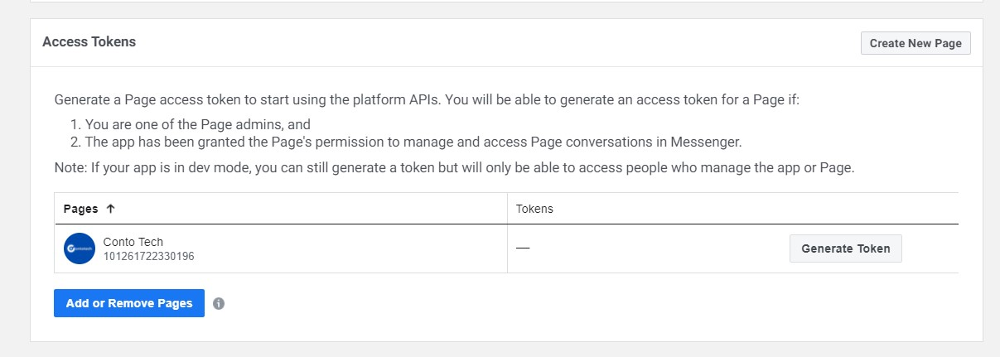 Access Tokens
Create New Page
Generate a Page access token to start using the platform APIs. You will be able to generate an access token for a Page if:
1. You are one of the Page admins, and
2. The app has been granted the Page's permission to manage and access Page conversations in Messenger.
Note: If your app is in dev mode, you can still generate a token but will only be able to access people who manage the app or Page.
Pages ↑
Tokens
Conto Tech
101261722330196
—
Generate Token
Add or Remove Pages